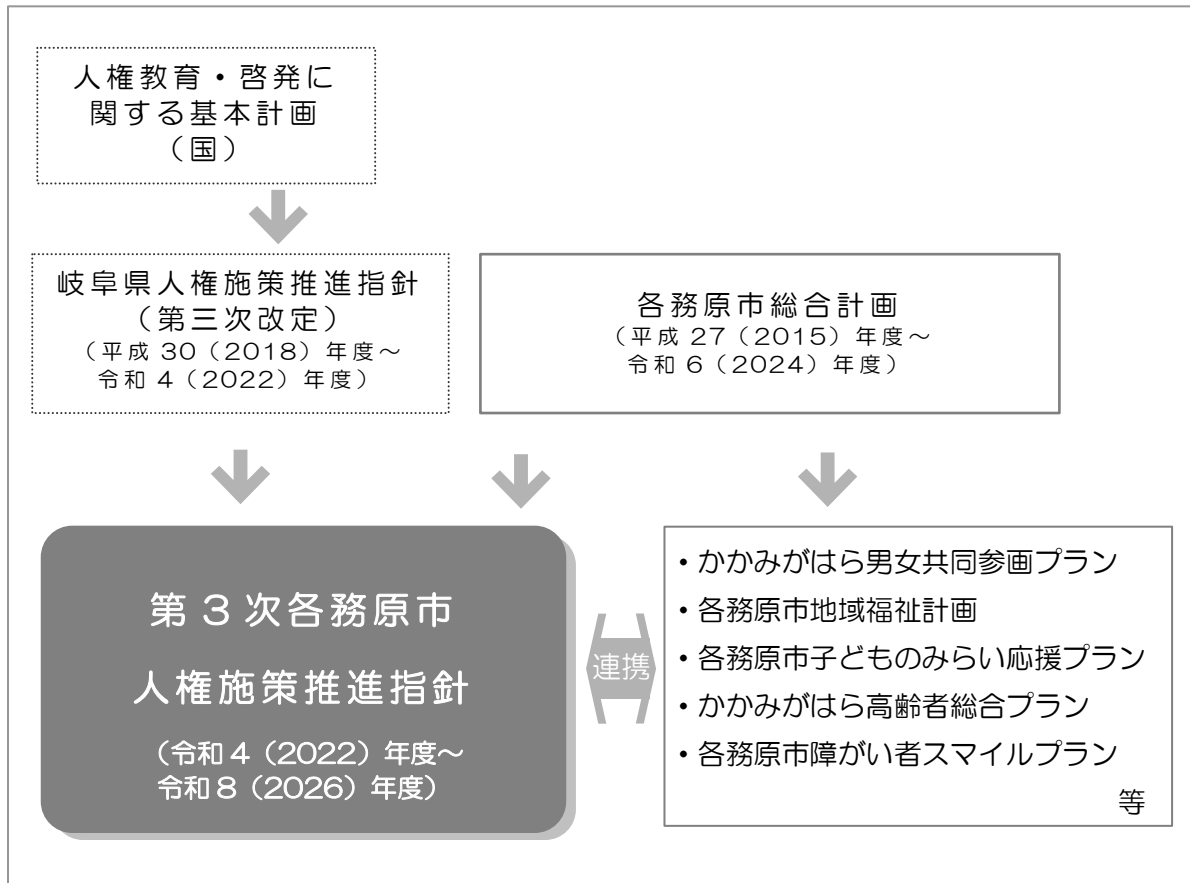 人権教育・啓発に
関する基本計画
（国）
岐阜県人権施策推進指針
（第三次改定）
（平成 30（2018）年度～
令和 4（2022）年度）
各務原市総合計画
（平成 27（2015）年度～
令和 6（2024）年度）
第 3 次各務原市
人権施策推進指針
（令和 4（2022）年度～
令和 8（2026）年度）
連携
・かかみがはら男女共同参画プラン
・各務原市地域福祉計画
・各務原市子どものみらい応援プラン
・かかみがはら高齢者総合プラン
・各務原市障がい者スマイルプラン
等